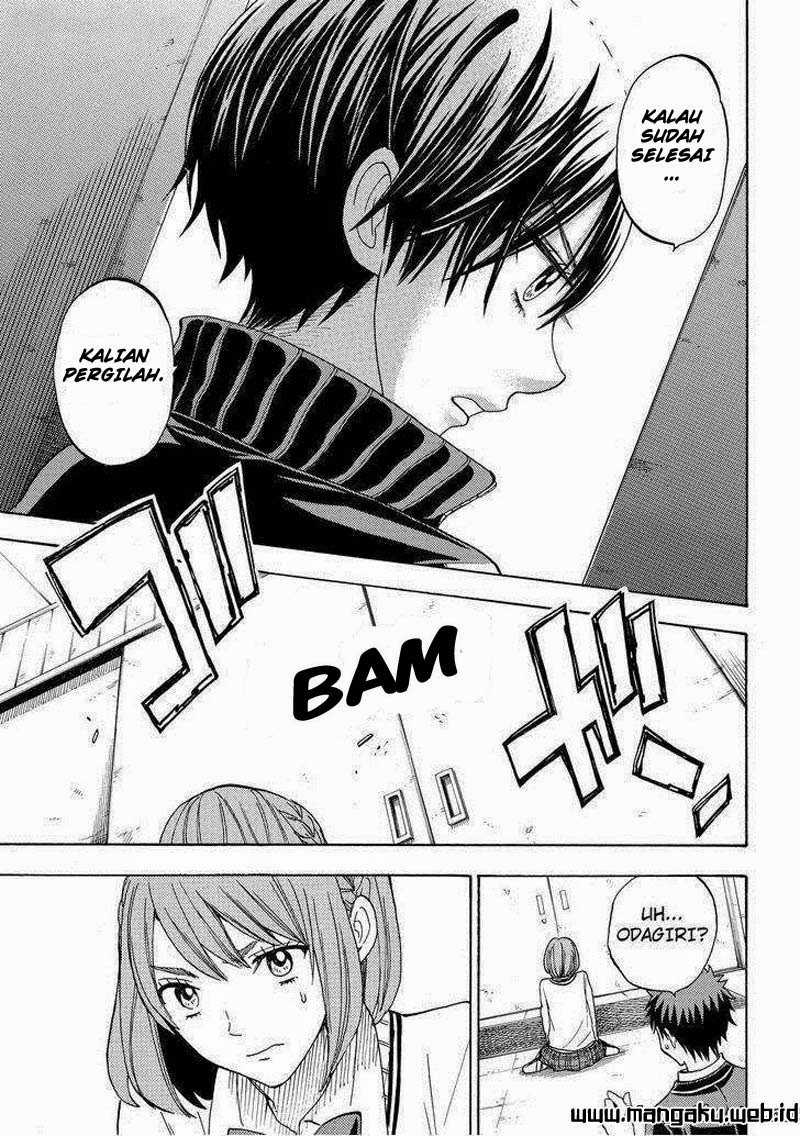 KALAU
SUDAH
SELESAI
...
KALIAN
PERGILAH.
BAM
UH...
ODAGIRI?
www.mangaku.web.id